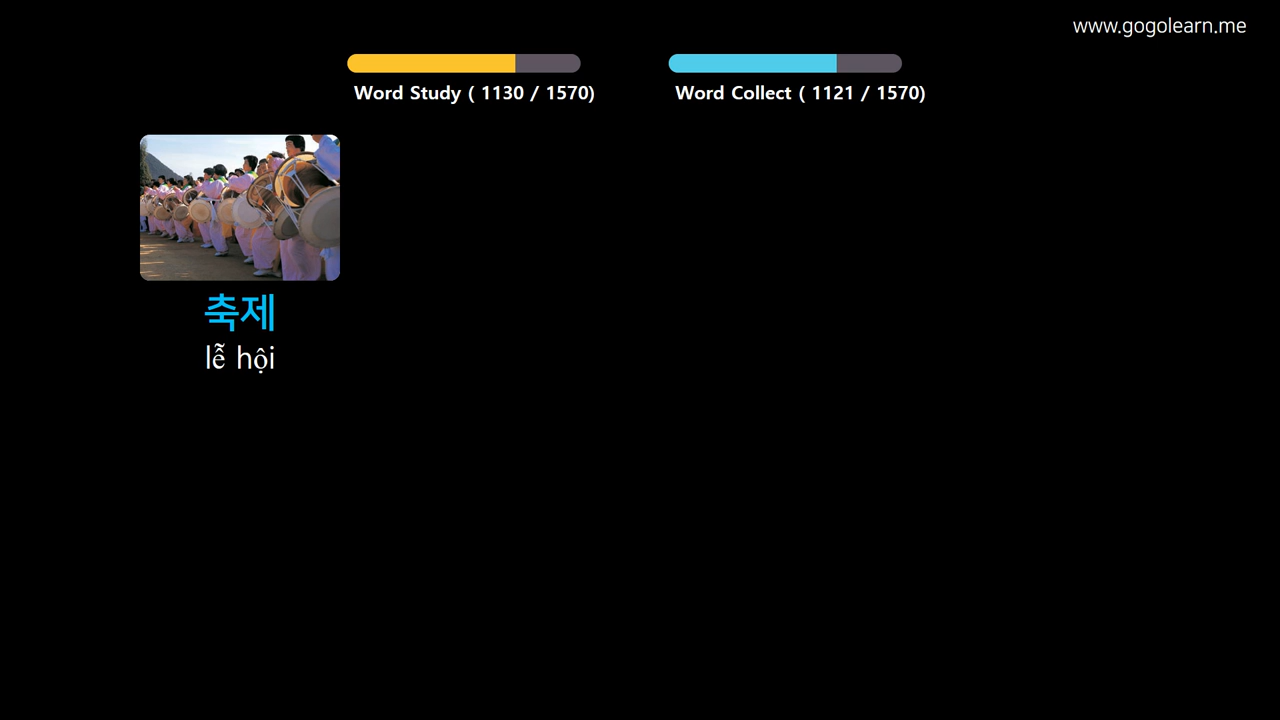 www.gogolearn.me
Word Study ( 1130 / 1570)
Word Collect ( 1121 / 1570)
축제
lễ hội